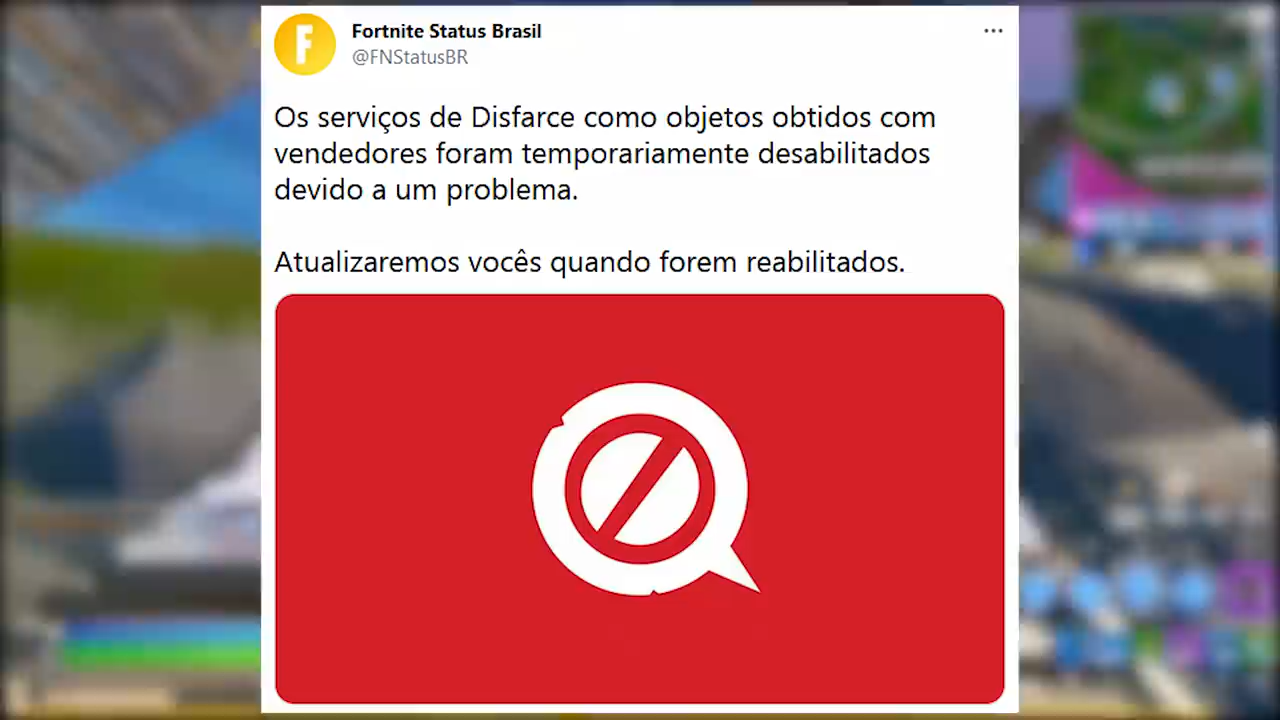 F
Fortnite Status Brasil
@FNStatusBR
Os serviços de Disfarce como objetos obtidos com
vendedores foram temporariamente desabilitados
devido a um problema.
Atualizaremos vocês quando forem reabilitados.